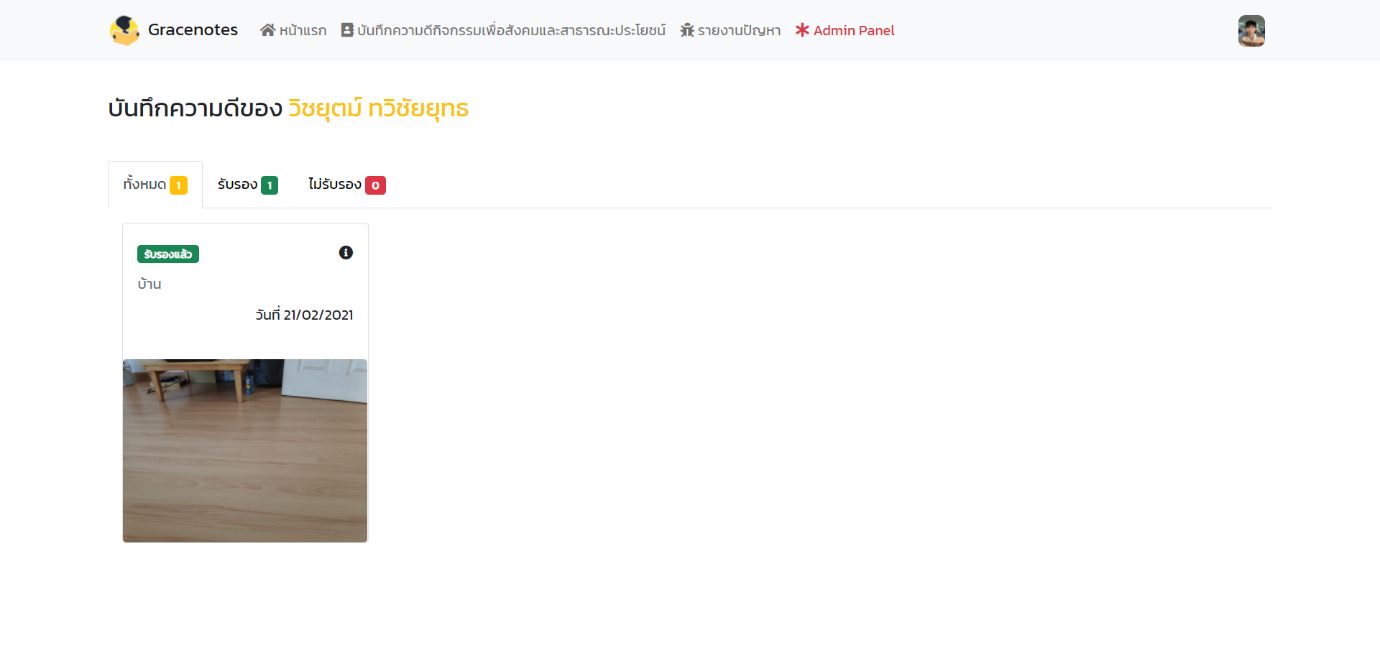 Gracenotes หน้าแรก บันทึกความดีกิจกรรมเพื่อสังคมและสาธารณะประโยชน์ รายงานปัญหา Admin Panel
บันทึกความดีของ วิชยุตม์ ทวิชัยยุทธ
ทั้งหมด 1 รับรอง 1 ไม่รับรอง 0
รับรองแล้ว
บ้าน
วันที่ 21/02/2021